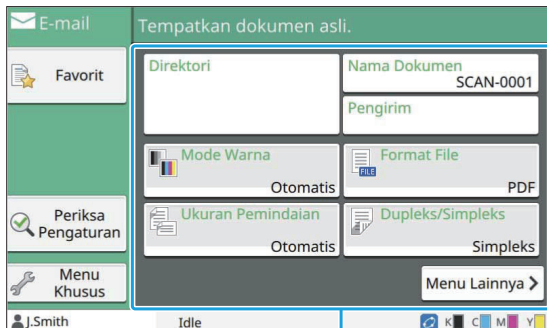 E-mail
Tempatkan dokumen asli.
Favorit
Direktori
Nama Dokumen
SCAN-0001
Pengirim
Mode Warna
Otomatis
Format File
FILE
PDF
Periksa
Pengaturan
Ukuran Pemindaian
Otomatis
Dupleks/Simpleks
Simpleks
Menu
Khusus
Menu Lainnya
J.Smith
Idle
K C M Y